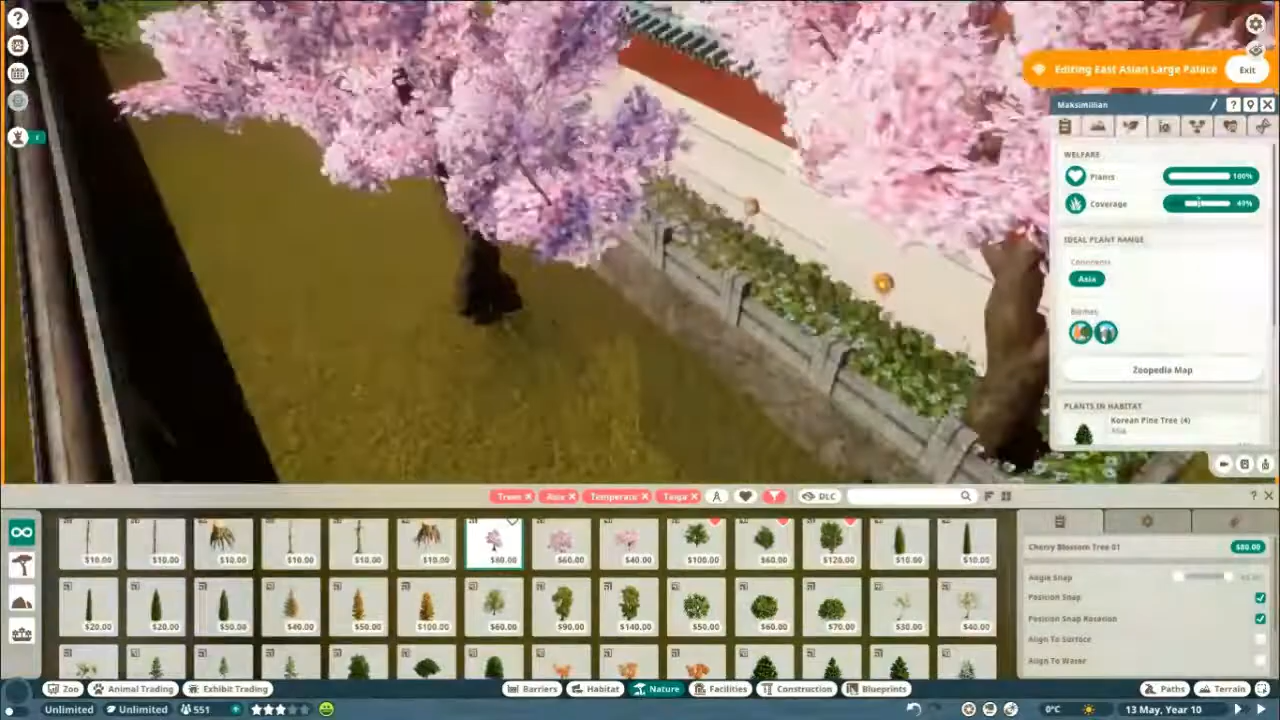 Editing East Asian Large Palace
Exit
Maksimillian
WELFARE
Plants
100%
Coverage
IDEAL PLANT RANGE
Continents
Asia
Biomes
Zoopedia Map
PLANTS IN HABITAT
Korean Pine Tree (4)
Asia
Trees
Asia
Temperate
Taiga
DLC
$10.00 $10.00 $10.00 $10.00 $10.00 $10.00 $80.00 $60.00 $40.00 $100.00 $60.00 $120.00 $10.00 $10.00
$20.00 $20.00 $50.00 $40.00 $50.00 $100.00 $60.00 $90.00 $140.00 $50.00 $60.00 $70.00 $30.00 $40.00
Cherry Blossom Tree 01
$80.00
Angle Snap
Position Snap
Position Snap Rotation
Align To Surface
Align To Water
Zoo
Animal Trading
Exhibit Trading
Barriers
Habitat
Nature
Facilities
Construction
Blueprints
Paths
Terrain
Unlimited
Unlimited
551
0°C
13 May, Year 10